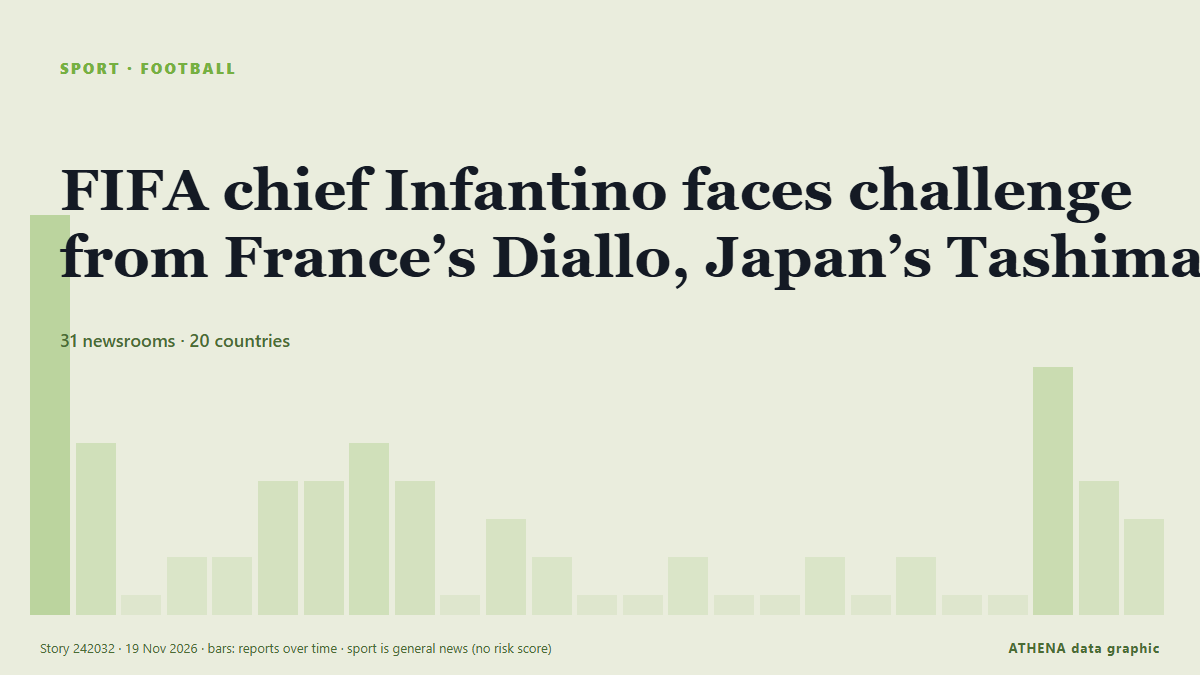 SPORT · FOOTBALL
FIFA chief Infantino faces challenge
from France’s Diallo, Japan’s Tashima
31 newsrooms · 20 countries
Story 242032 · 19 Nov 2026 · bars: reports over time · sport is general news (no risk score)
ATHENA data graphic